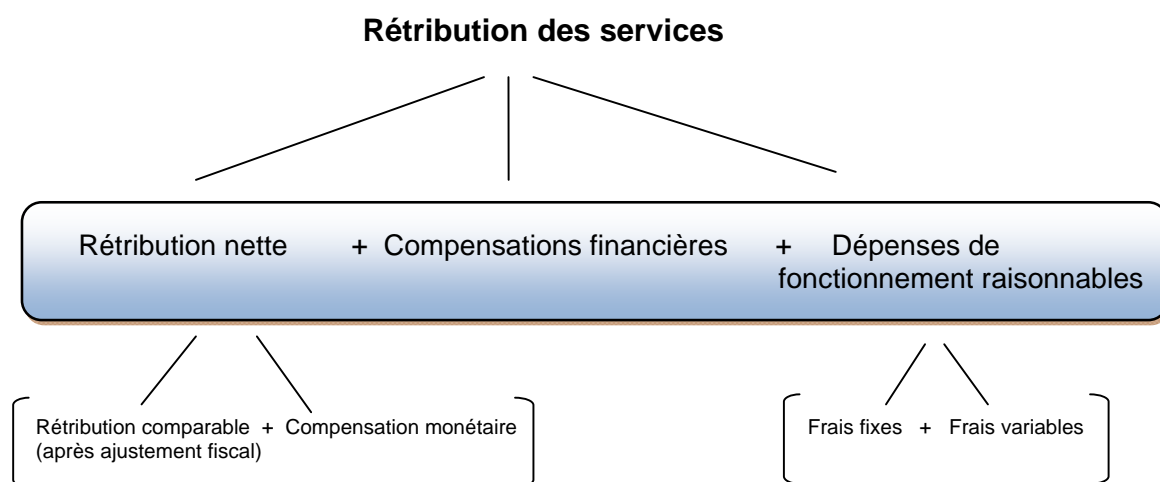 Rétribution des services
Rétribution nette + Compensations financières + Dépenses de
fonctionnement raisonnables
Rétribution comparable + Compensation monétaire
(après ajustement fiscal)
Frais fixes + Frais variables